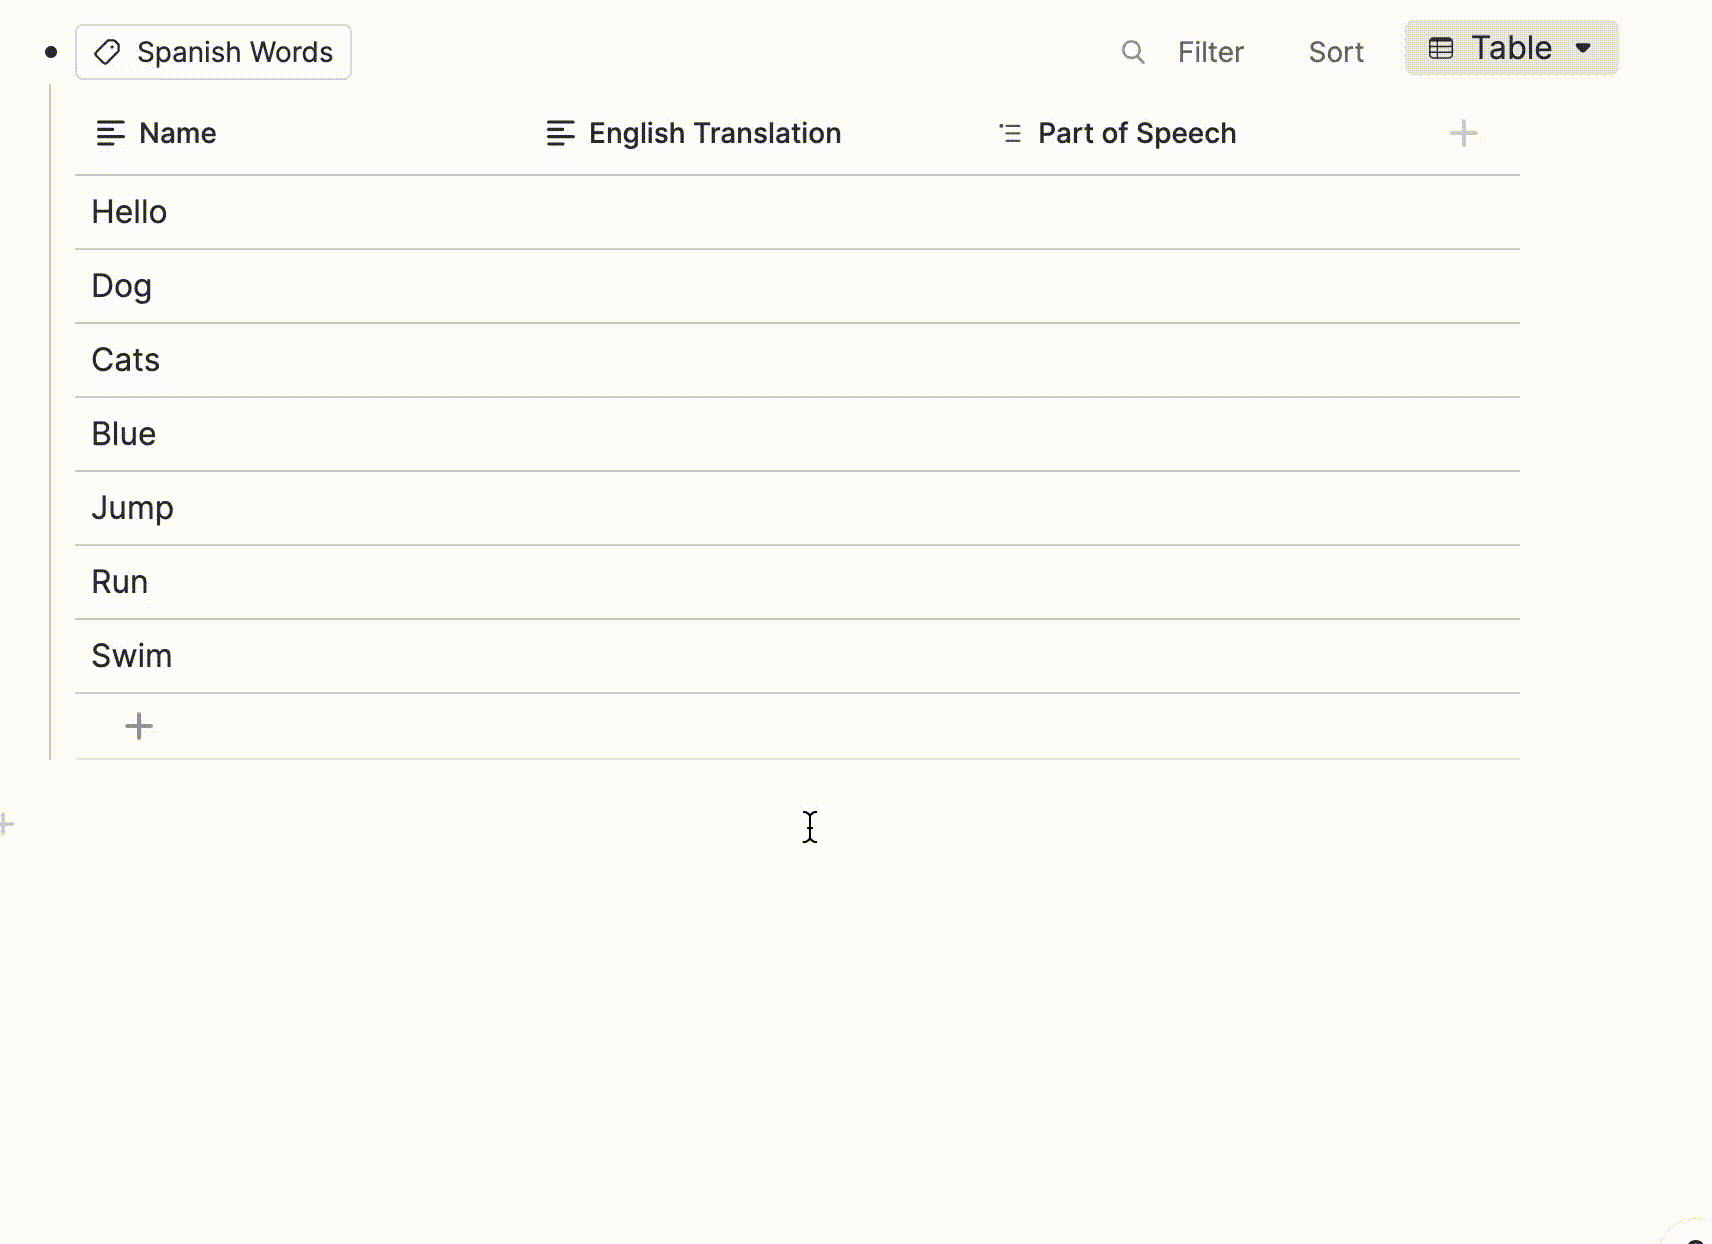 Spanish Words
Filter Sort Table
Name English Translation Part of Speech
Hello
Dog
Cats
Blue
Jump
Run
Swim